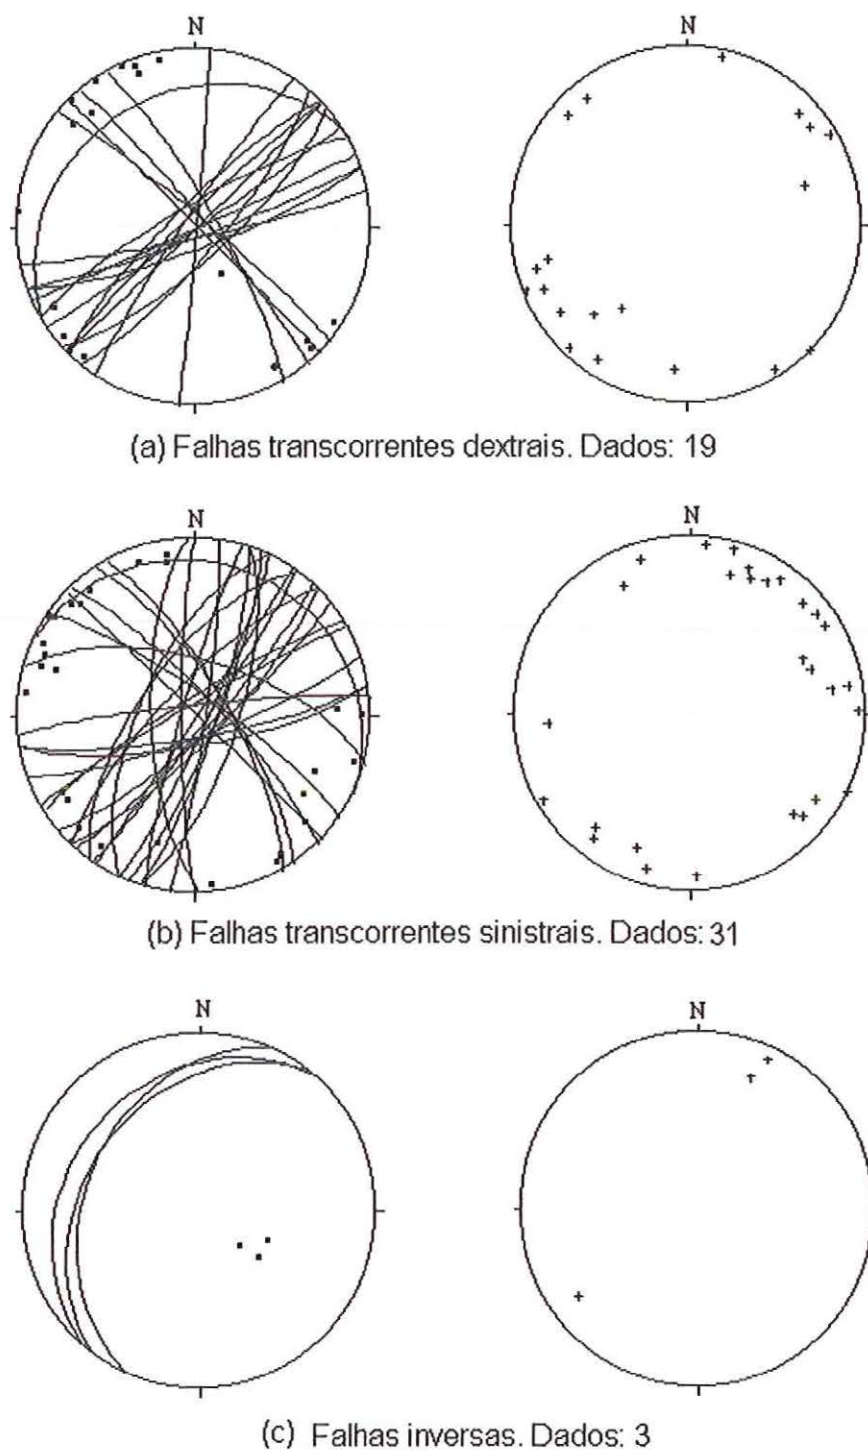 N N
(a) Falhas transcorrentes dextrais. Dados: 19
N N
(b) Falhas transcorrentes sinistrais. Dados: 31
N N
(c) Falhas inversas. Dados: 3